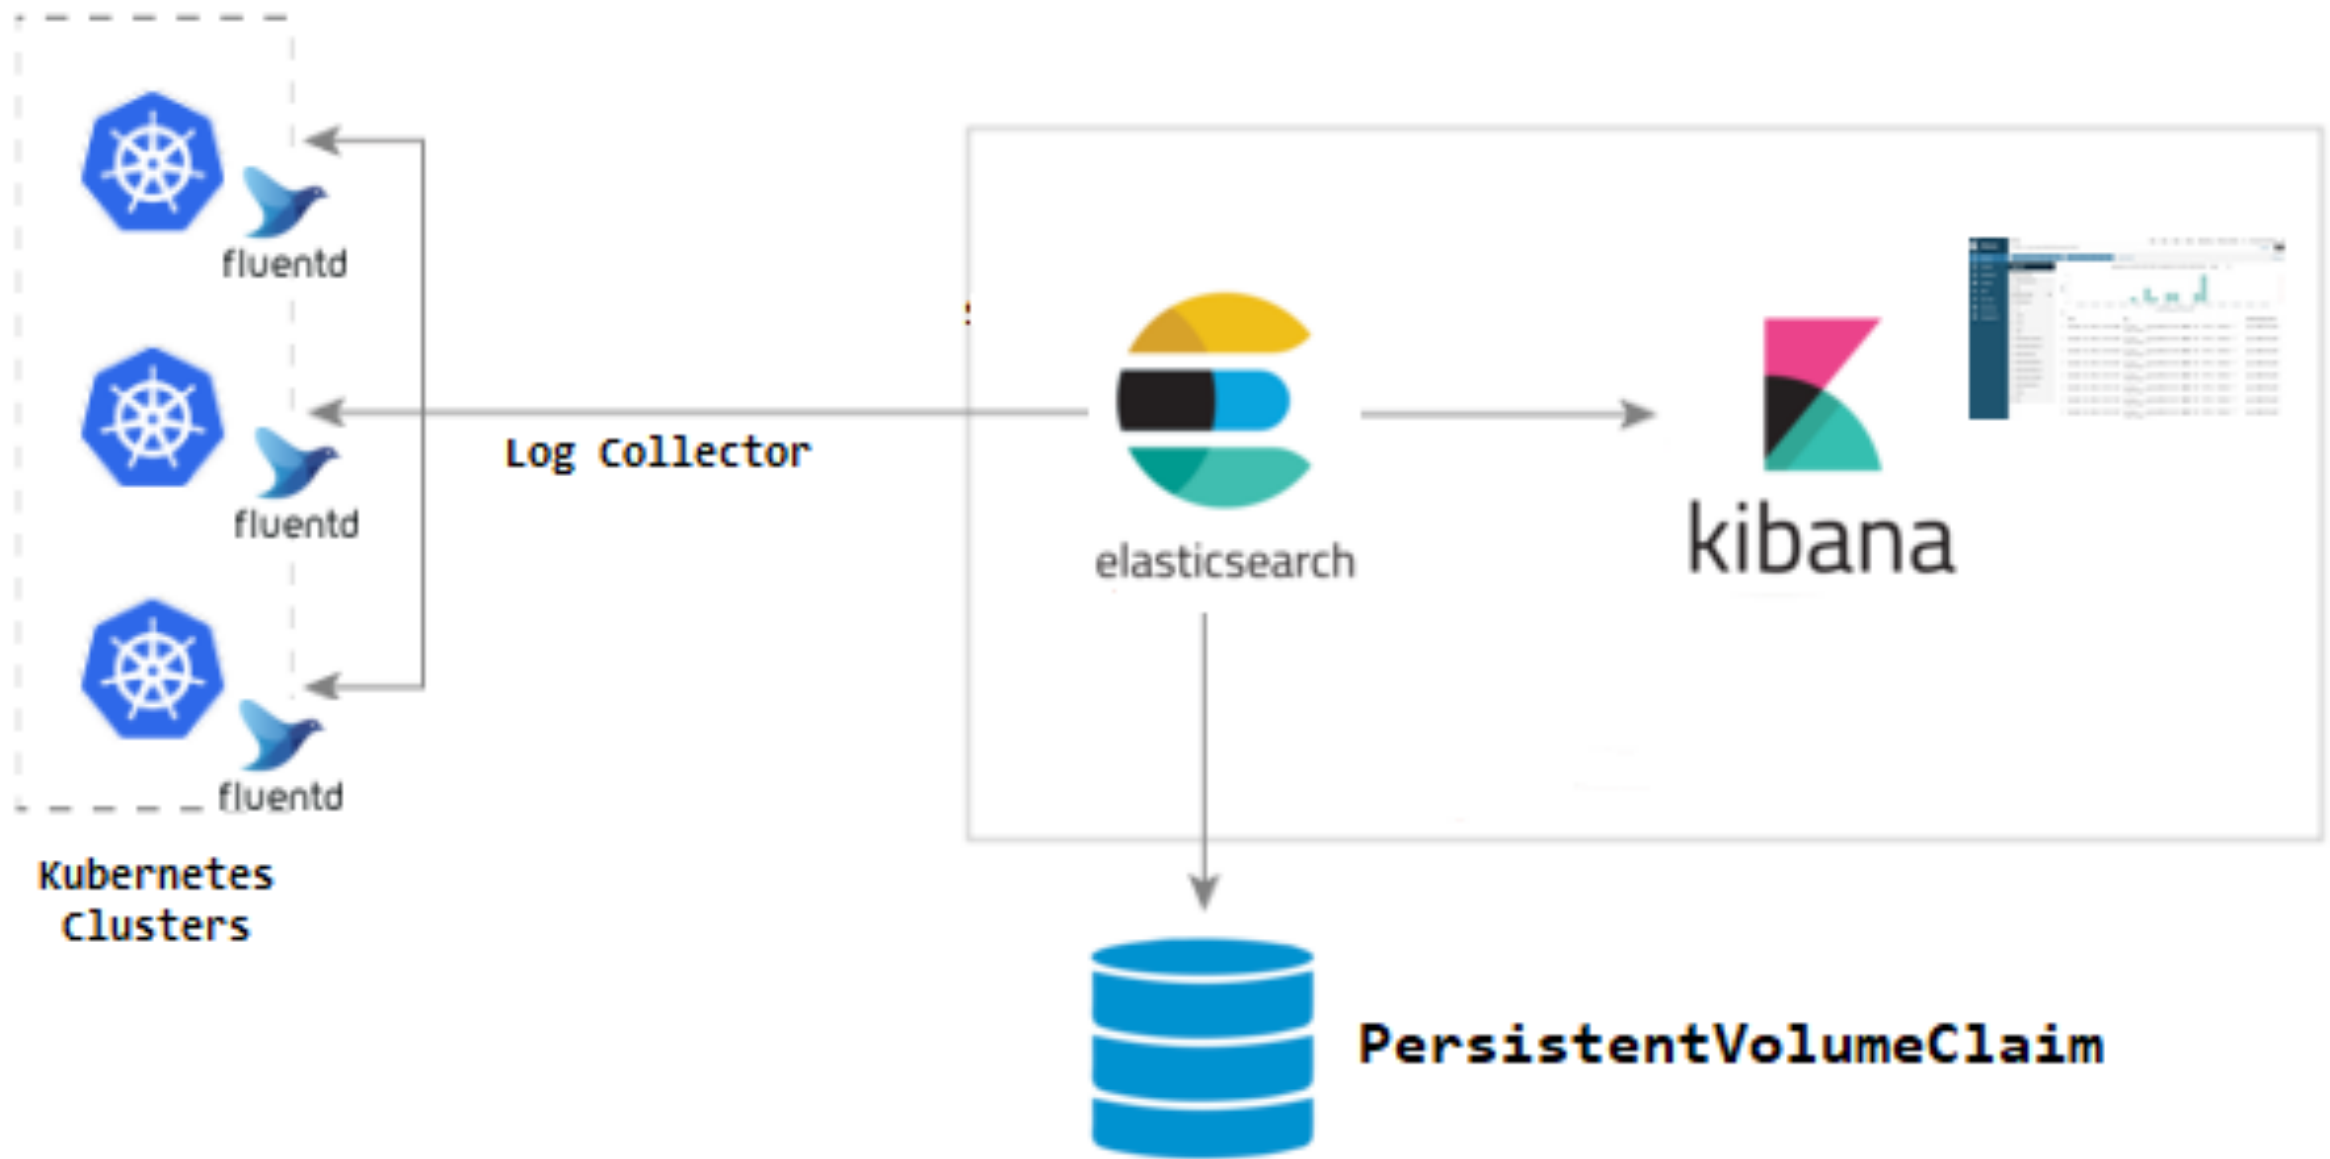 fluentd
fluentd
fluentd
Kubernetes
Clusters
Log Collector
elasticsearch
kibana
PersistentVolumeClaim